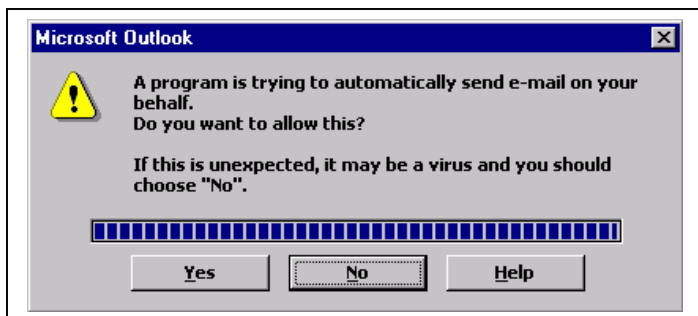 Microsoft Outlook
A program is trying to automatically send e-mail on your
behalf.
Do you want to allow this?
If this is unexpected, it may be a virus and you should
choose "No".
Yes No Help